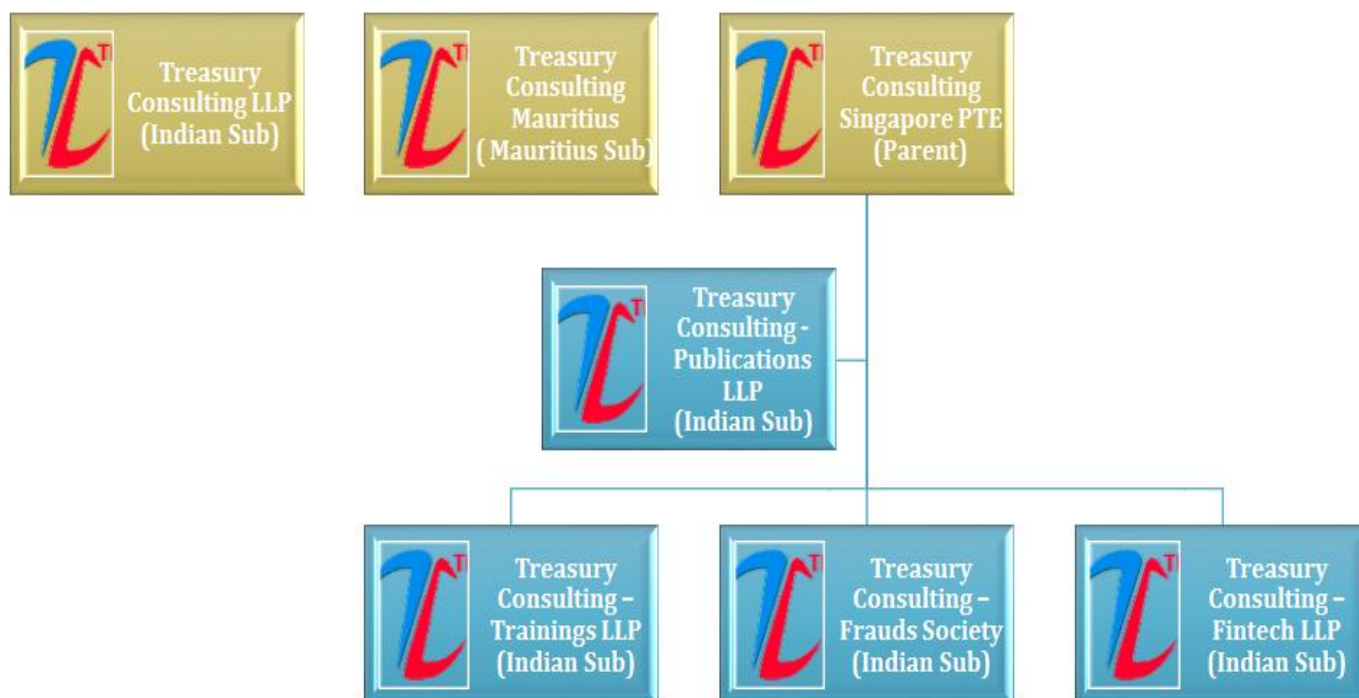 Treasury
Consulting LLP
(Indian Sub)
Treasury
Consulting
Mauritius
( Mauritius Sub)
Treasury
Consulting
Singapore PTE
(Parent)
Treasury
Consulting -
Publications
LLP
(Indian Sub)
Treasury
Consulting –
Trainings LLP
(Indian Sub)
Treasury
Consulting –
Frauds Society
(Indian Sub)
Treasury
Consulting –
Fintech LLP
(Indian Sub)